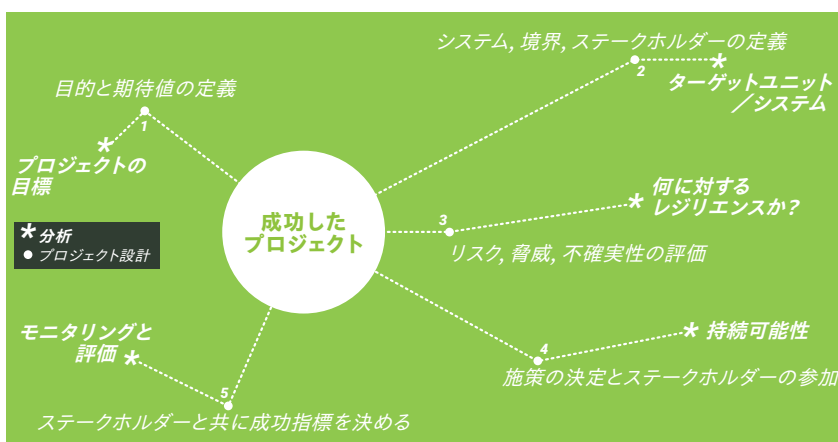 システム, 境界, ステークホルダーの定義
2
ターゲットユニット
／システム
目的と期待値の定義
1
プロジェクトの
目標
何に対する
レジリエンスか？
3
リスク, 脅威, 不確実性の評価
成功した
プロジェクト
* 分析
● プロジェクト設計
モニタリングと
評価
持続可能性
4
施策の決定とステークホルダーの参加
5
ステークホルダーと共に成功指標を決める